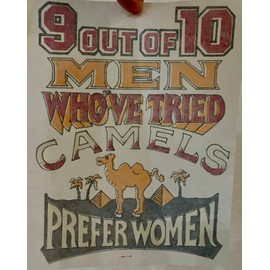 9 OUT OF 10
MEN
WHO'VE TRIED
CAMELS
PREFER WOMEN